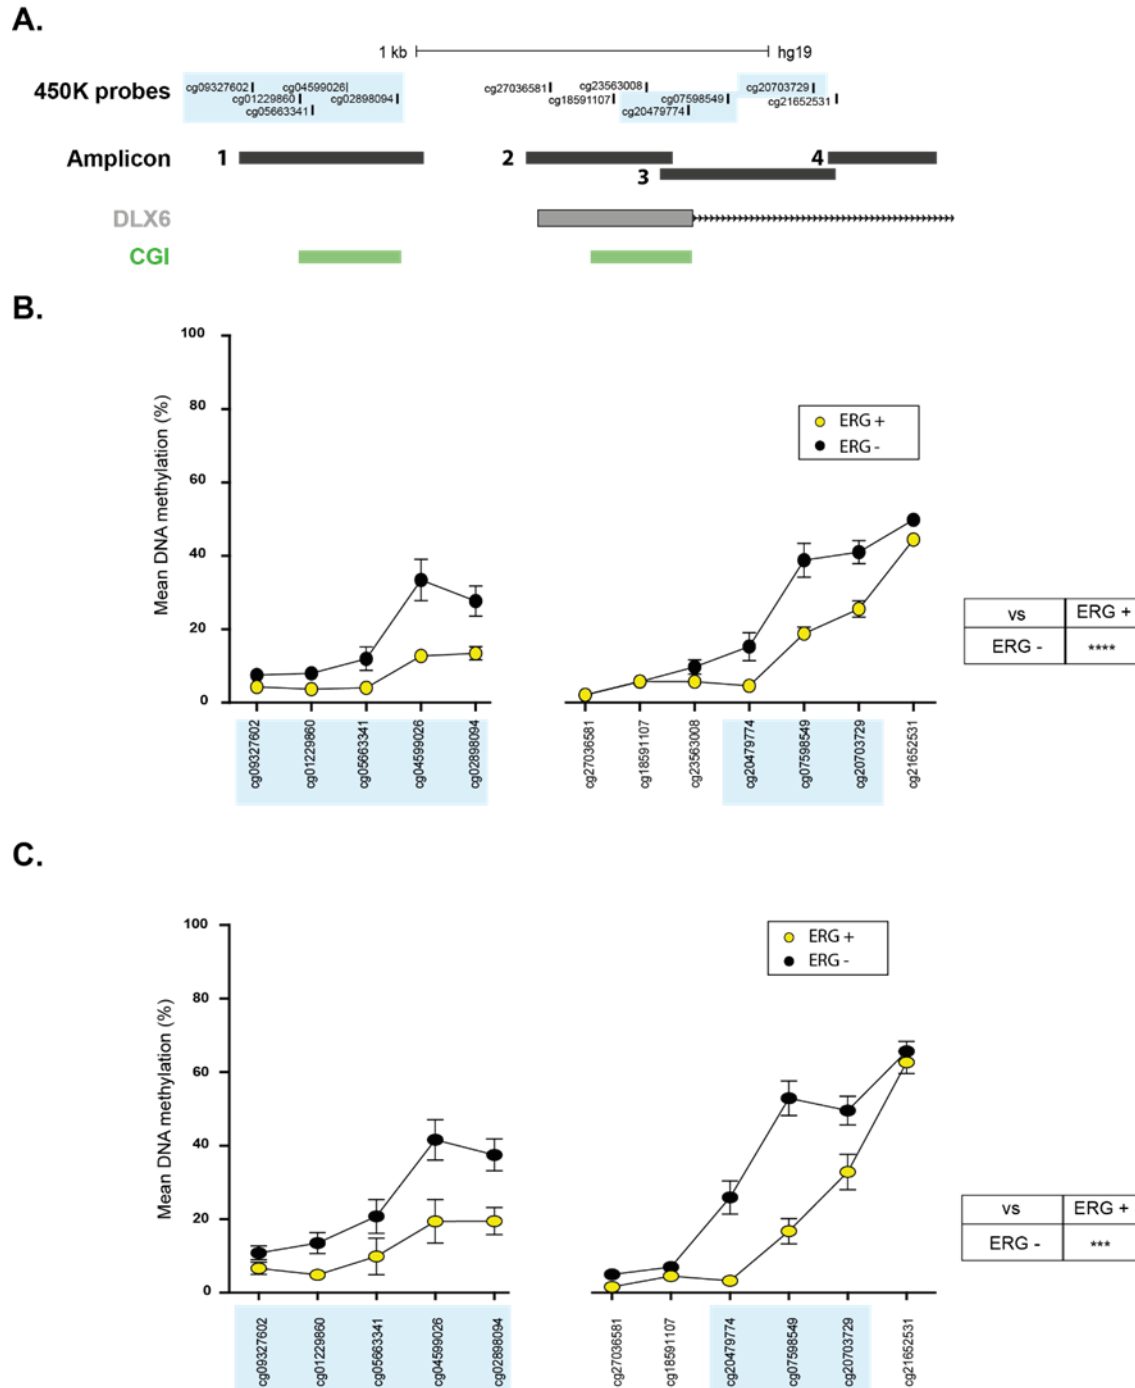 A.
1 kb hg19
450K probes
cg09327602 cg04599026 cg27036581 cg23563008 cg20703729
cg01229860 cg02898094 cg18591107 cg07598549 cg21652531
cg05663341 cg20479774
Amplicon 1 2 4
3
DLX6
CGI
B.
100
80
60
40
20
0
Mean DNA methylation (%)
ERG +
ERG -
vs ERG +
ERG - ****
cg09327602
cg01229860
cg05663341
cg04599026
cg02898094
cg27036581
cg18591107
cg23563008
cg20479774
cg07598549
cg20703729
cg21652531
C.
100
80
60
40
20
0
Mean DNA methylation (%)
ERG +
ERG -
vs ERG +
ERG - ***
cg09327602
cg01229860
cg05663341
cg04599026
cg02898094
cg27036581
cg18591107
cg20479774
cg07598549
cg20703729
cg21652531